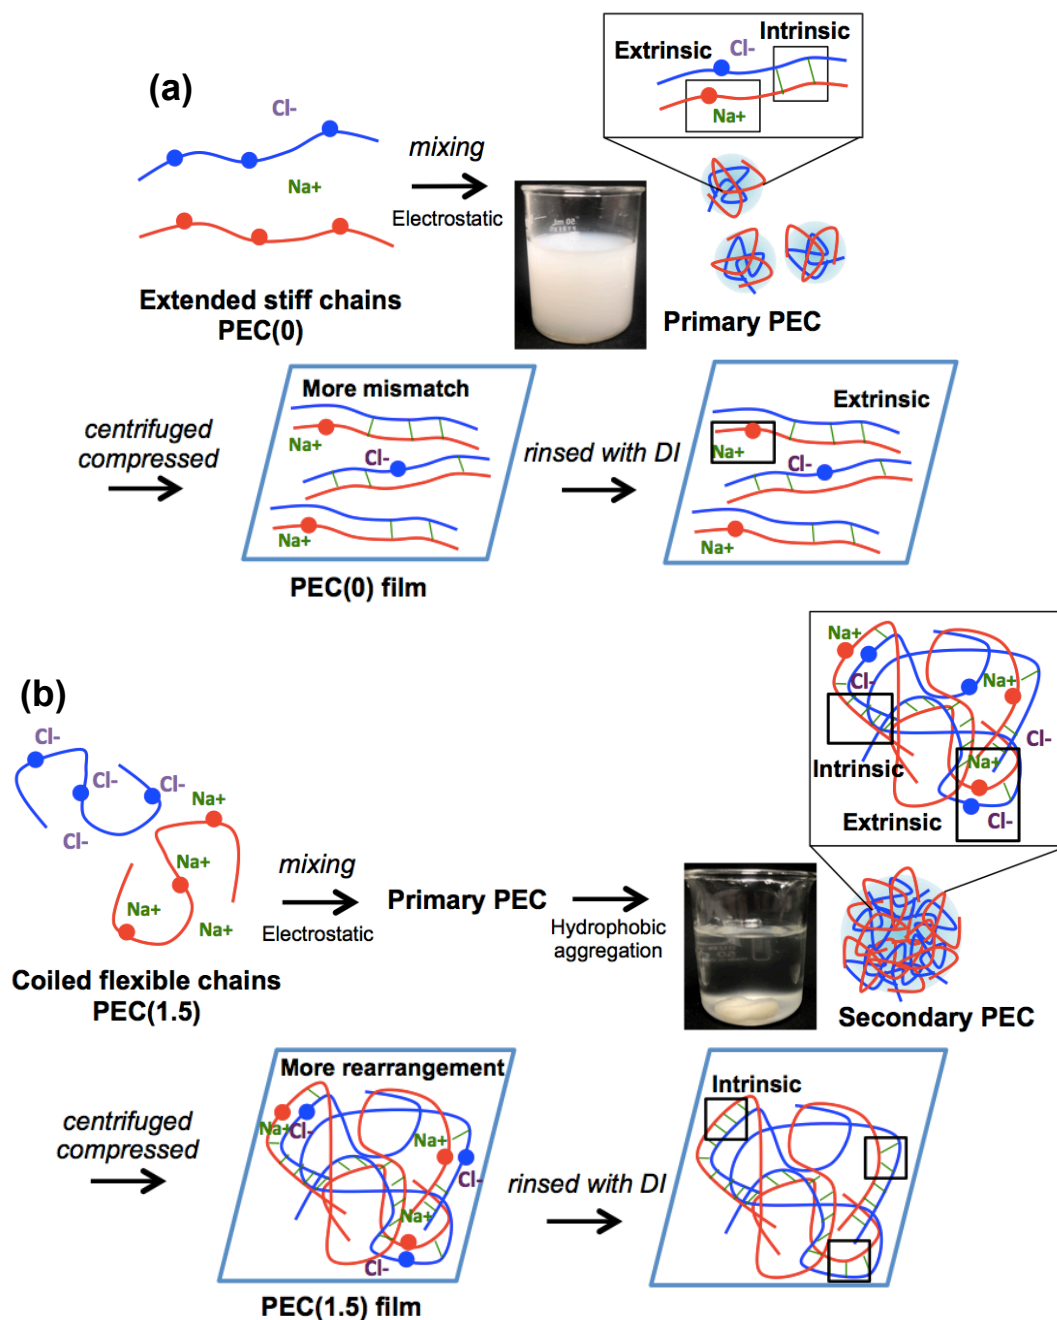 (a)
Cl-
Na+
Extended stiff chains
PEC(0)
mixing
Electrostatic
Extrinsic
Cl-
Intrinsic
Na+
Primary PEC
centrifuged
compressed
More mismatch
Na+
Cl-
Na+
PEC(0) film
rinsed with DI
Extrinsic
Na+
Cl-
Na+
(b)
Cl-
Cl-
Cl-
Cl-
Na+
Na+
Na+
Na+
Coiled flexible chains
PEC(1.5)
mixing
Electrostatic
Primary PEC
Hydrophobic
aggregation
Na+
Cl-
Na+
Cl-
Intrinsic
Na+
Extrinsic
Cl-
Secondary PEC
centrifuged
compressed
More rearrangement
Na+
Cl-
Na+
Cl-
Na+
Cl-
PEC(1.5) film
rinsed with DI
Intrinsic